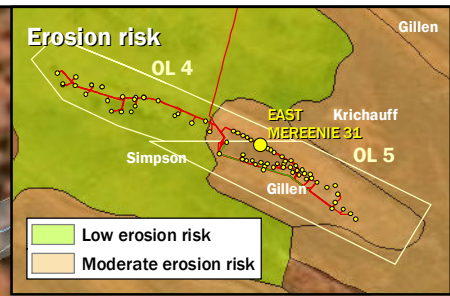 Erosion risk
Gillen
OL 4
EAST
MEREENIE 31
Krichauff
OL 5
Simpson
Gillen
Low erosion risk
Moderate erosion risk